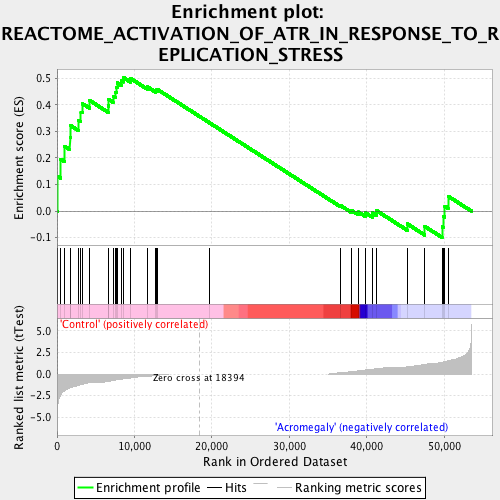 Enrichment plot:
REACTOME_ACTIVATION_OF_ATR_IN_RESPONSE_TO_R
EPLICATION_STRESS
Enrichment score (ES)
0.5
0.4
0.3
0.2
0.1
0.0
-0.1
Ranked list metric (tTest)
5.0
2.5
0.0
-2.5
-5.0
'Control' (positively correlated)
Zero cross at 18394
'Acromegaly' (negatively correlated)
0 10,000 20,000 30,000 40,000 50,000
Rank in Ordered Dataset
Enrichment profile Hits Ranking metric scores